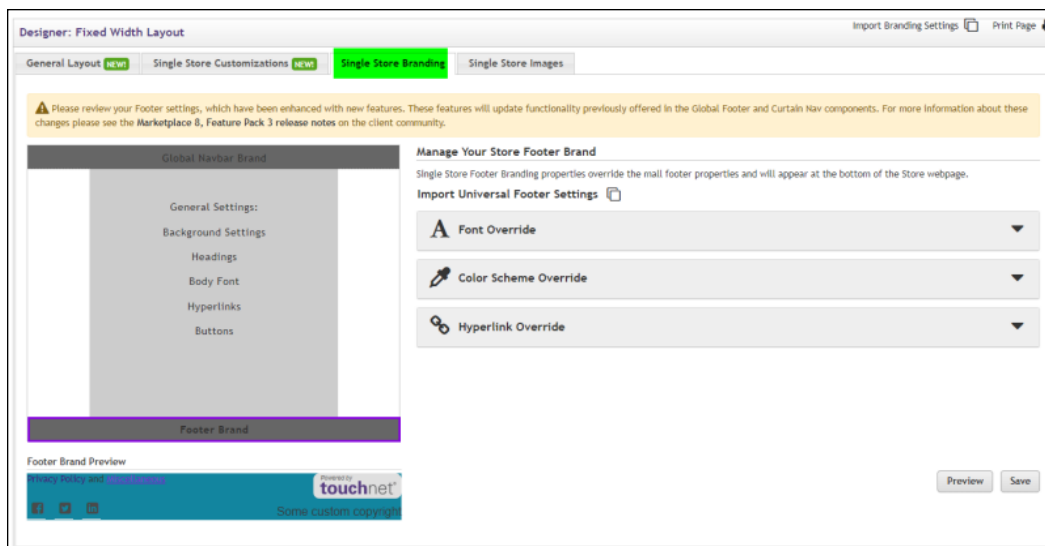 Import Branding Settings Print Page
Designer: Fixed Width Layout
General Layout NEW! Single Store Customizations NEW! Single Store Branding Single Store Images
Please review your Footer settings, which have been enhanced with new features. These features will update functionality previously offered in the Global Footer and Curtain Nav components. For more information about these
changes please see the Marketplace 8, Feature Pack 3 release notes on the client community.
Global Navbar Brand
General Settings:
Background Settings
Headings
Body Font
Hyperlinks
Buttons
Footer Brand
Manage Your Store Footer Brand
Single Store Footer Branding properties override the mall footer properties and will appear at the bottom of the Store webpage.
Import Universal Footer Settings
Font Override
Color Scheme Override
Hyperlink Override
Footer Brand Preview
Privacy Policy and
Powered by
touchnet
Some custom copyright
Preview Save